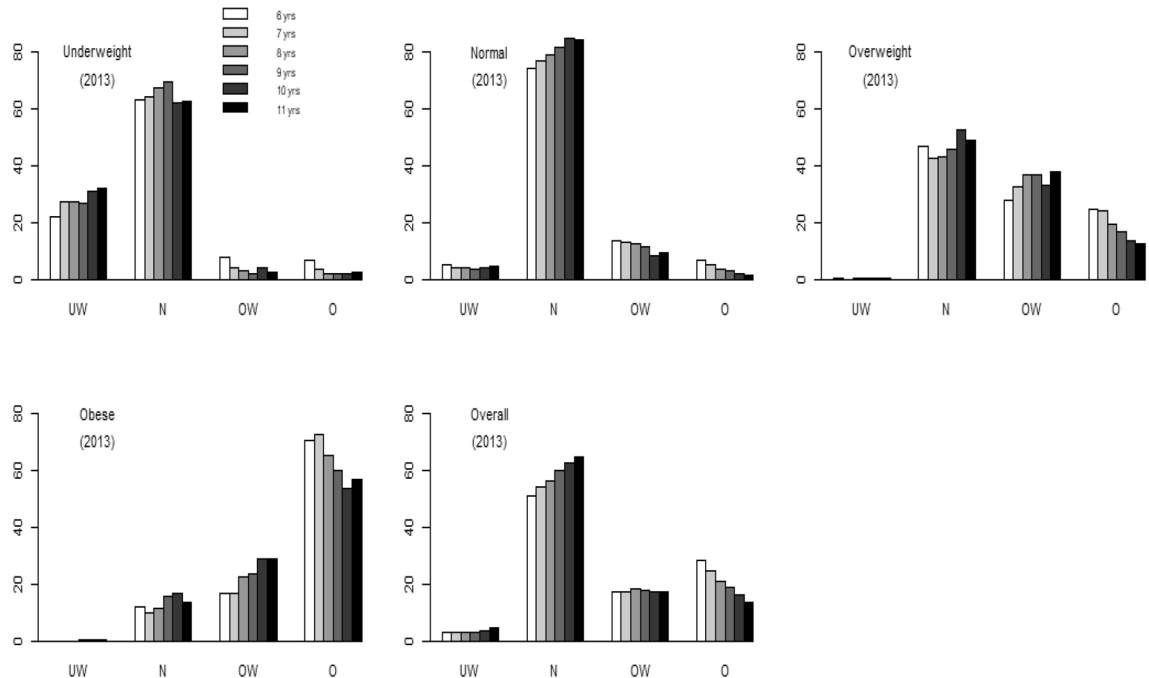 Underweight
(2013)
6 yrs
7 yrs
8 yrs
9 yrs
10 yrs
11 yrs
80
60
40
20
0
UW N OW O
Normal
(2013)
80
60
40
20
0
UW N OW O
Overweight
(2013)
80
60
40
20
0
UW N OW O
Obese
(2013)
80
60
40
20
0
UW N OW O
Overall
(2013)
80
60
40
20
0
UW N OW O